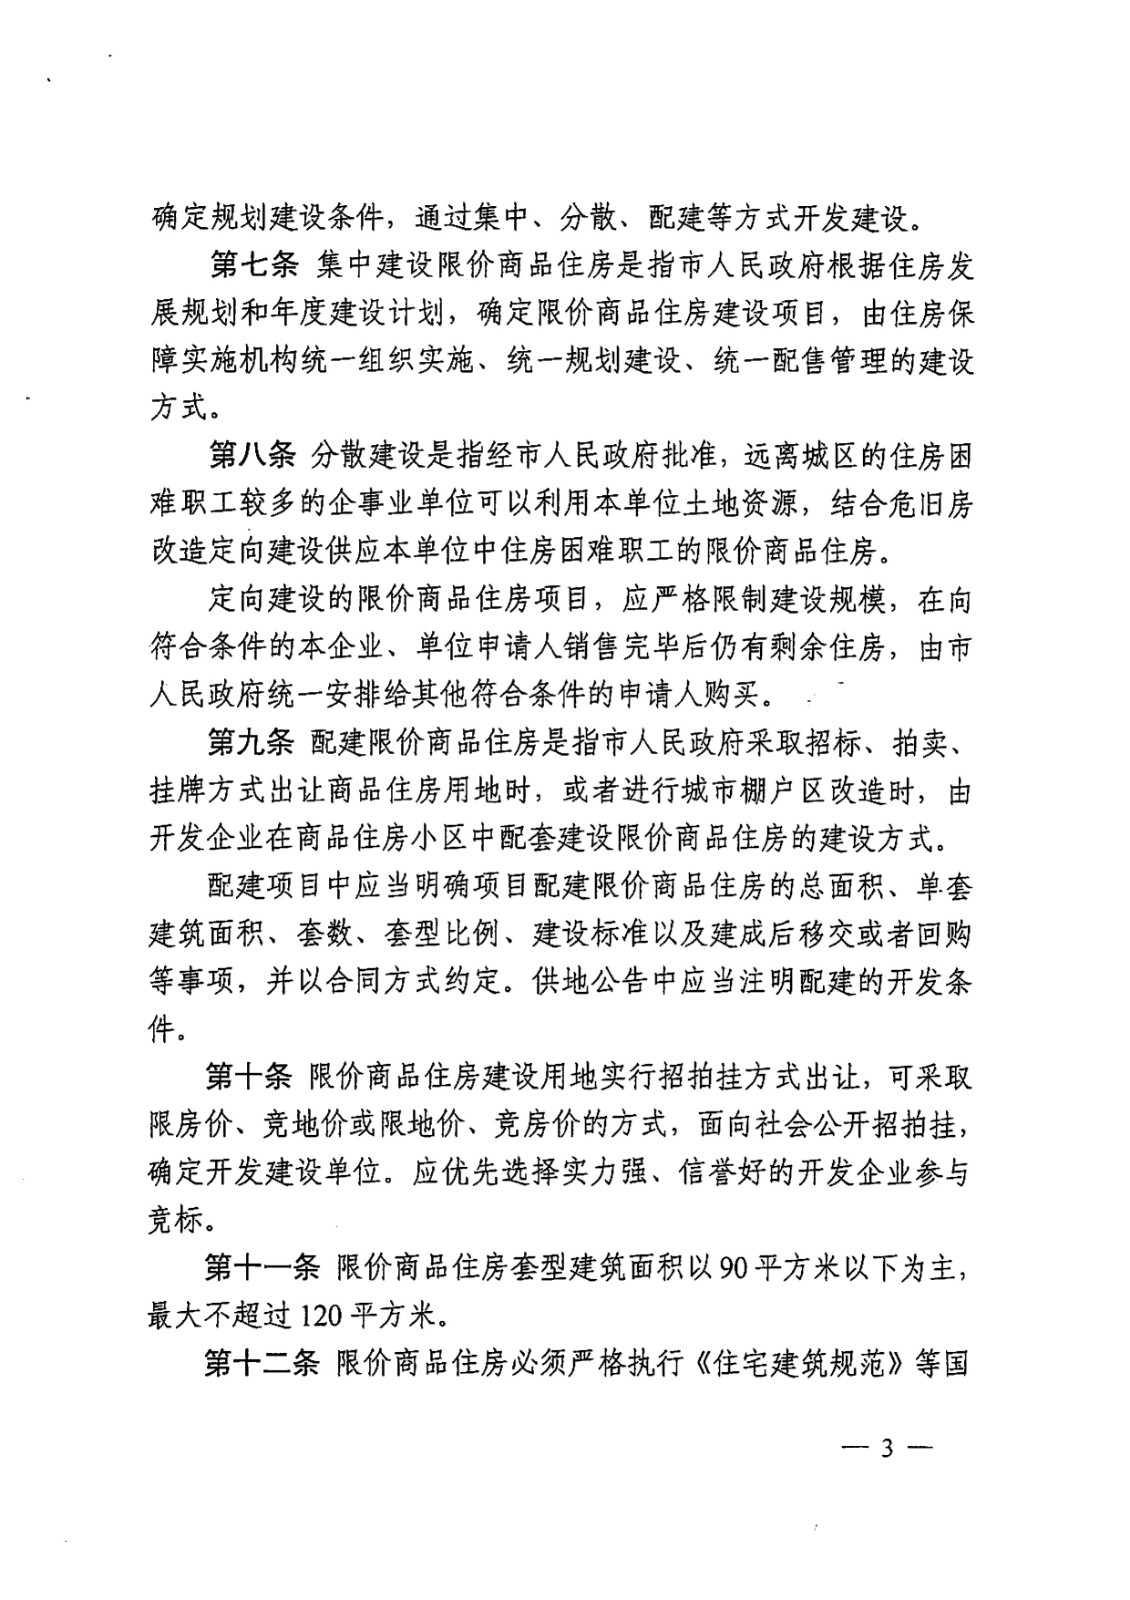 确定规划建设条件，通过集中、分散、配建等方式开发建设。
第七条 集中建设限价商品住房是指市人民政府根据住房发
展规划和年度建设计划，确定限价商品住房建设项目，由住房保
障实施机构统一组织实施、统一规划建设、统一配售管理的建设
方式。
第八条 分散建设是指经市人民政府批准，远离城区的住房困
难职工较多的企事业单位可以利用本单位土地资源，结合危旧房
改造定向建设供应本单位中住房困难职工的限价商品住房。
定向建设的限价商品住房项目，应严格限制建设规模，在向
符合条件的本企业、单位申请人销售完毕后仍有剩余住房，由市
人民政府统一安排给其他符合条件的申请人购买。
第九条 配建限价商品住房是指市人民政府采取招标、拍卖、
挂牌方式出让商品住房用地时，或者进行城市棚户区改造时，由
开发企业在商品住房小区中配套建设限价商品住房的建设方式。
配建项目中应当明确项目配建限价商品住房的总面积、单套
建筑面积、套数、套型比例、建设标准以及建成后移交或者回购
等事项，并以合同方式约定。供地公告中应当注明配建的开发条
件。
第十条 限价商品住房建设用地实行招拍挂方式出让，可采取
限房价、竞地价或限地价、竞房价的方式，面向社会公开招拍挂，
确定开发建设单位。应优先选择实力强、信誉好的开发企业参与
竞标。
第十一条 限价商品住房套型建筑面积以90平方米以下为主，
最大不超过120平方米。
第十二条 限价商品住房必须严格执行《住宅建筑规范》等国
— 3 —